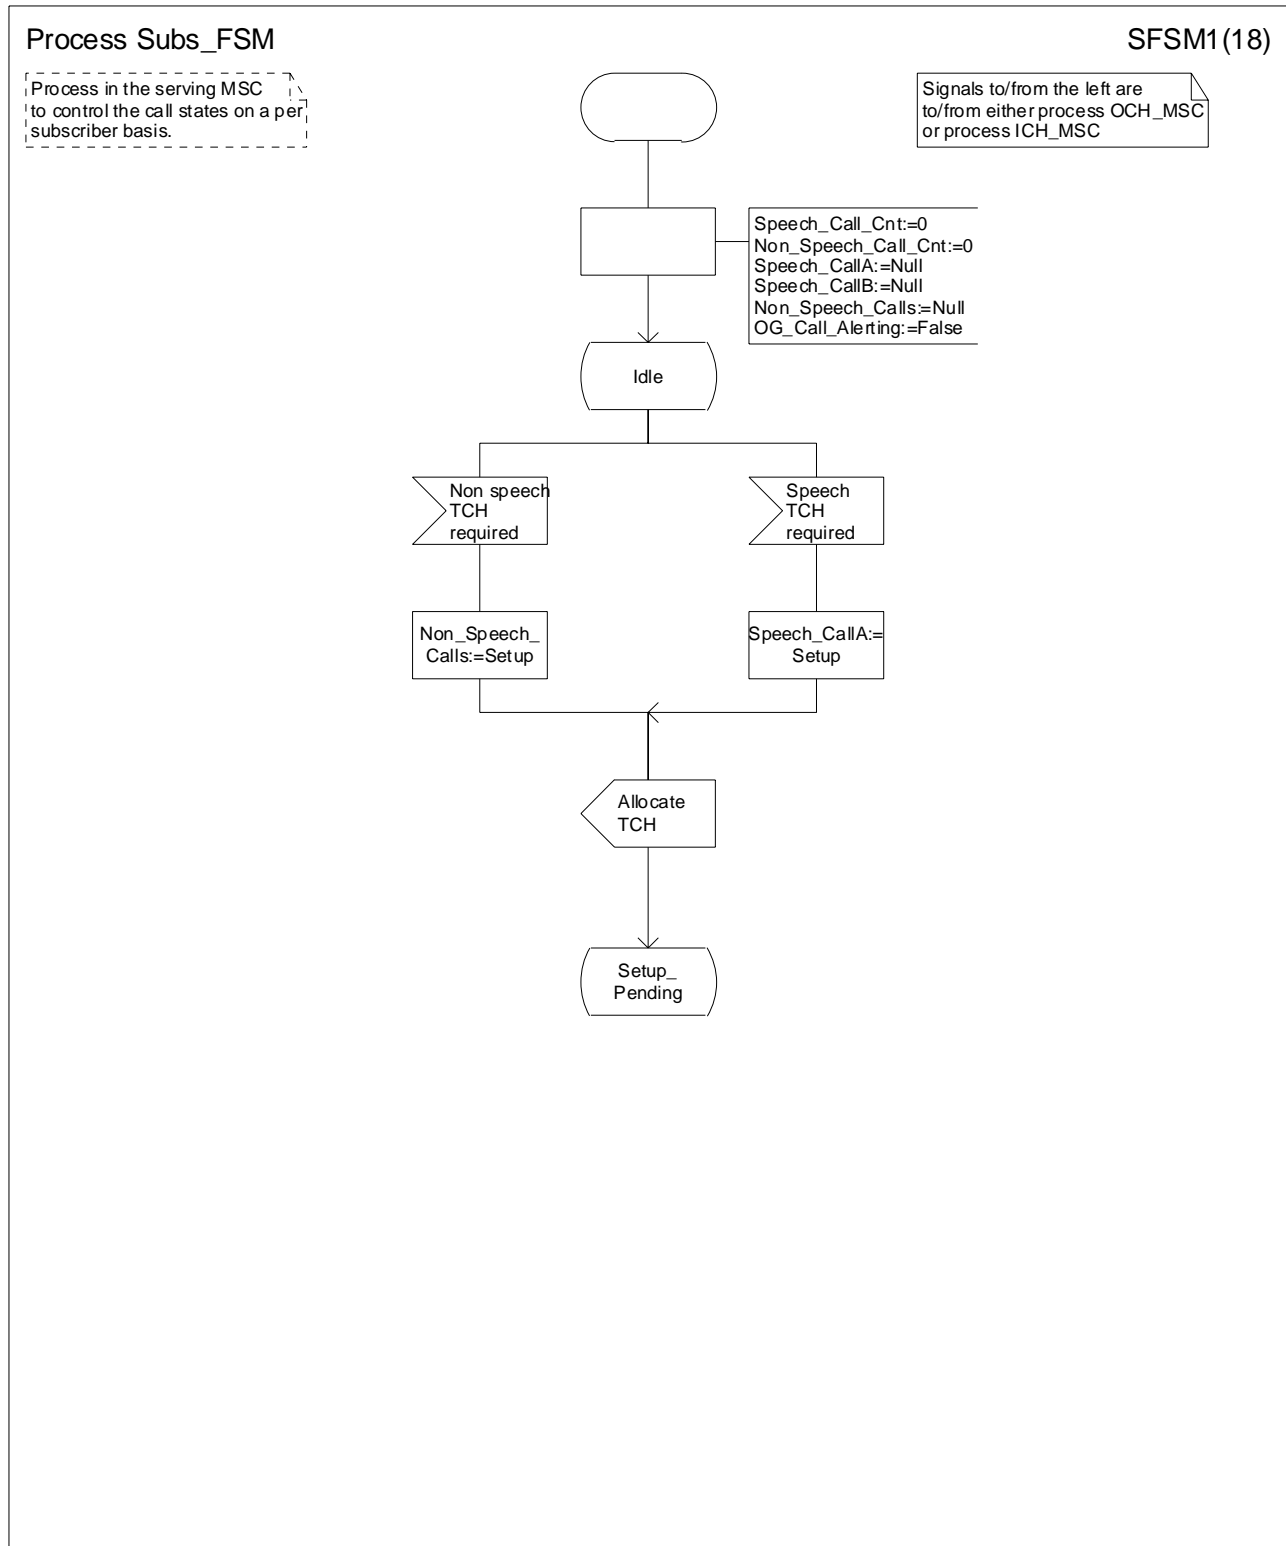 Process Subs_FSM
SFSM1(18)
Process in the serving MSC
to control the call states on a per
subscriber basis.
Signals to/from the left are
to/from either process OCH_MSC
or process ICH_MSC
Speech_Call_Cnt:=0
Non_Speech_Call_Cnt:=0
Speech_CallA:=Null
Speech_CallB:=Null
Non_Speech_Calls:=Null
OG_Call_Alerting:=False
Idle
Non speech
TCH
required
Speech
TCH
required
Non_Speech_
Calls:=Setup
Speech_CallA:=
Setup
Allocate
TCH
Setup_
Pending